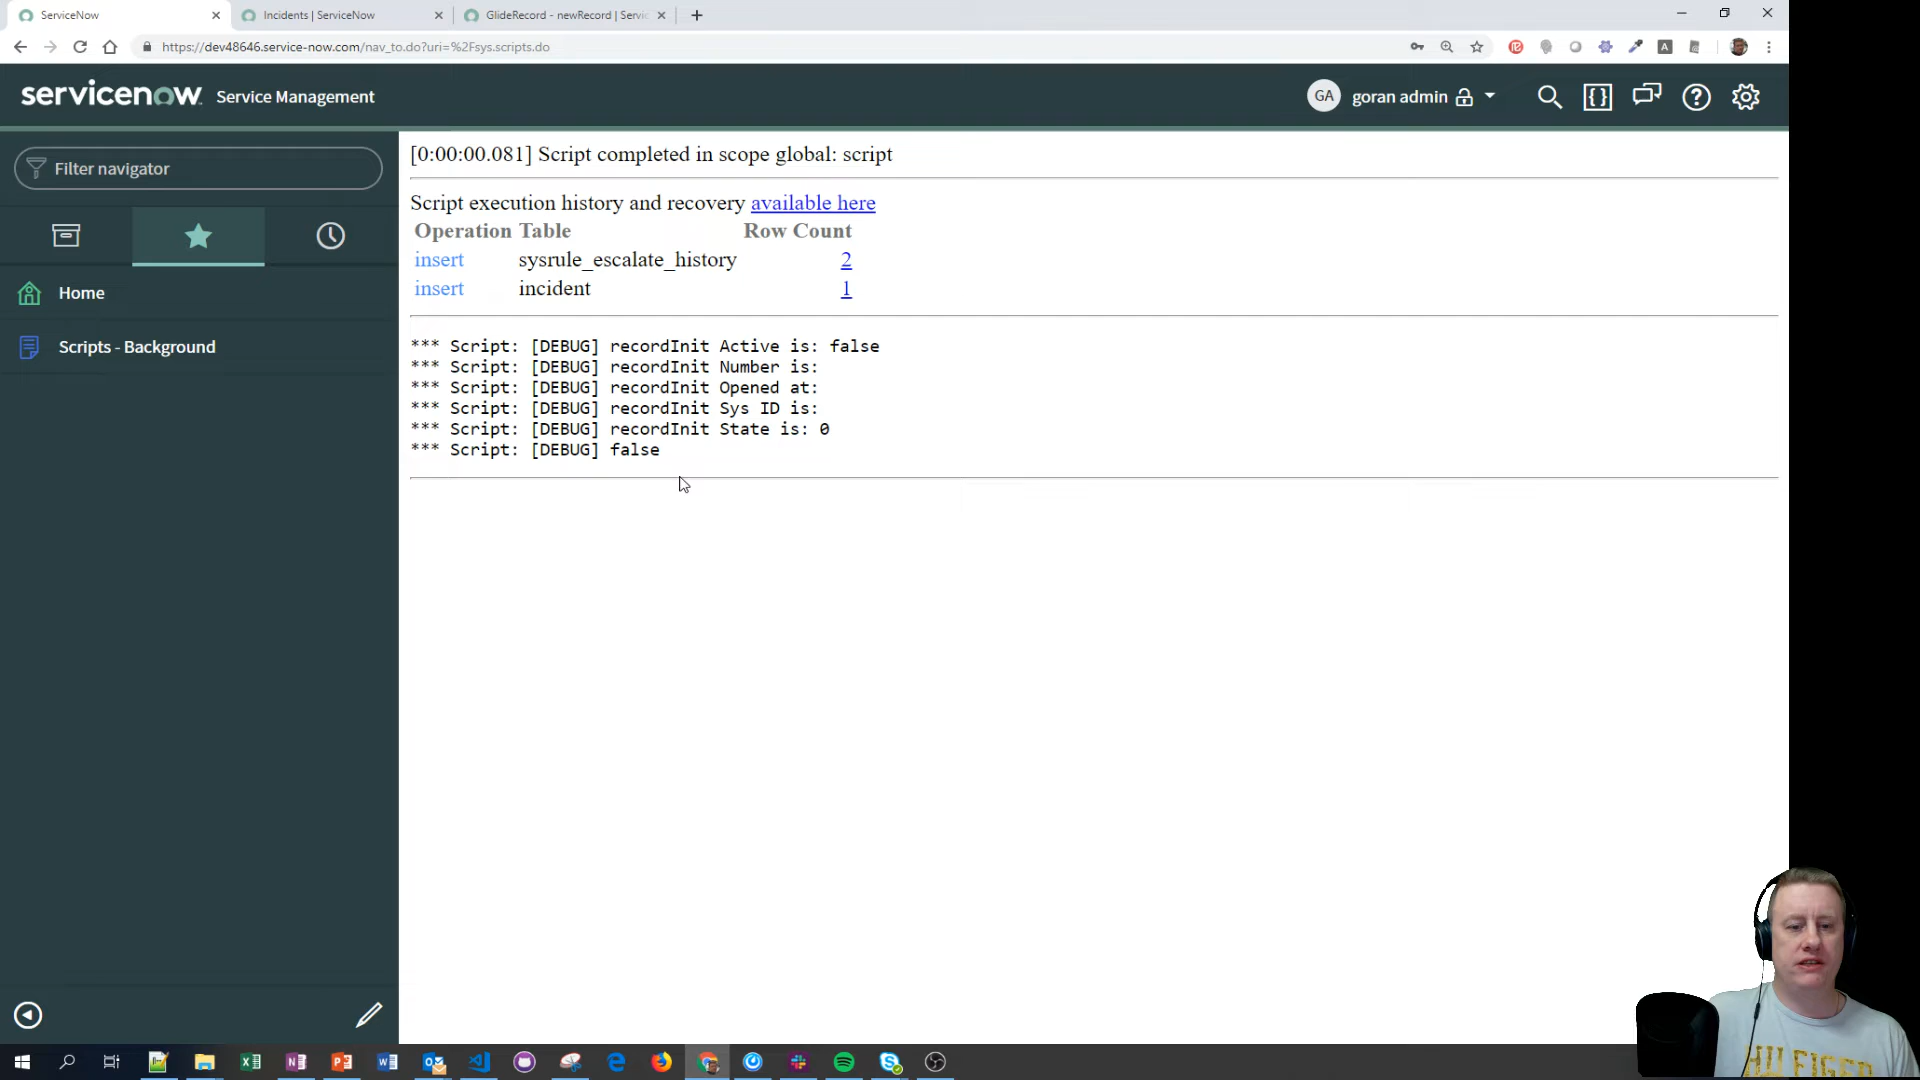 ServiceNow
Incidents | ServiceNow
GlideRecord - newRecord | Servic
https://dev48646.service-now.com/nav_to.do?uri=%2Fsys.scripts.do
servicenow Service Management
GA goran admin
Filter navigator
Home
Scripts - Background
[0:00:00.081] Script completed in scope global: script
Script execution history and recovery available here
Operation Table Row Count
insert sysrule_escalate_history 2
insert incident 1
*** Script: [DEBUG] recordInit Active is: false
*** Script: [DEBUG] recordInit Number is:
*** Script: [DEBUG] recordInit Opened at:
*** Script: [DEBUG] recordInit Sys ID is:
*** Script: [DEBUG] recordInit State is: 0
*** Script: [DEBUG] false